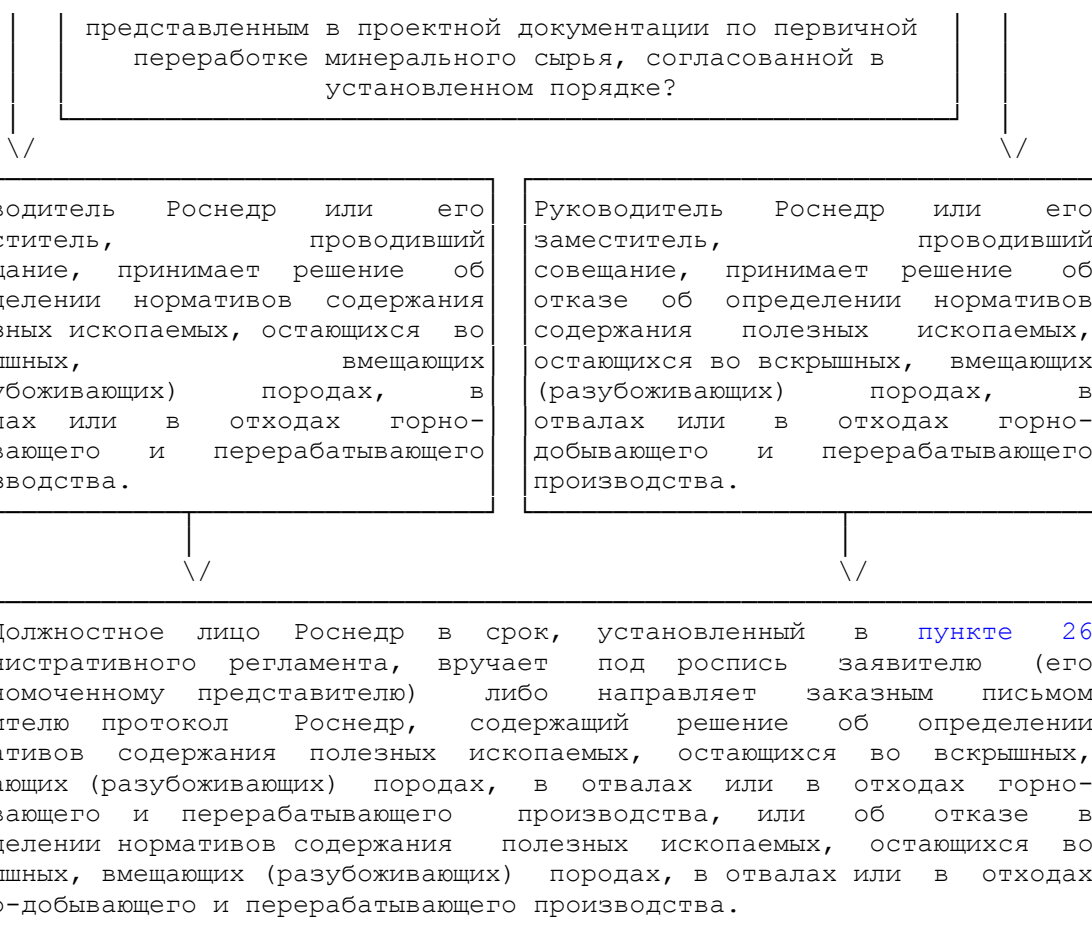 представленным в проектной документации по первичной
переработке минерального сырья, согласованной в
установленном порядке?
водитель Роснедр или его
ститель, проводивший
щание, принимает решение об
делении нормативов содержания
зных ископаемых, остающихся во
шных, вмещающих
убоживающих) породах, в
лах или в отходах горно-
вающего и перерабатывающего
зводства.
Руководитель Роснедр или его
заместитель, проводивший
совещание, принимает решение об
отказе об определении нормативов
содержания полезных ископаемых,
остающихся во вскрышных, вмещающих
(разубоживающих) породах, в
отвалах или в отходах горно-
добывающего и перерабатывающего
производства.
Должностное лицо Роснедр в срок, установленный в пункте 26
нистративного регламента, вручает под роспись заявителю (его
номоченному представителю) либо направляет заказным письмом
ителю протокол Роснедр, содержащий решение об определении
ативов содержания полезных ископаемых, остающихся во вскрышных,
ающих (разубоживающих) породах, в отвалах или в отходах горно-
вающего и перерабатывающего производства, или об отказе в
делении нормативов содержания полезных ископаемых, остающихся во
шных, вмещающих (разубоживающих) породах, в отвалах или в отходах
о-добывающего и перерабатывающего производства.